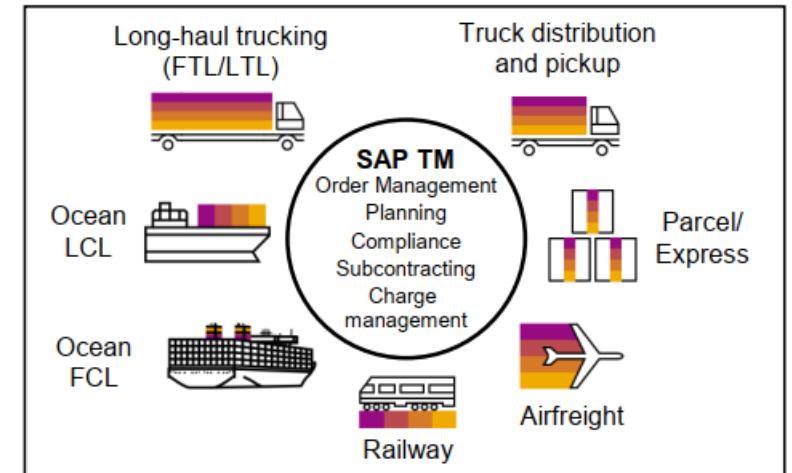 Long-haul trucking
(FTL/LTL)
Truck distribution
and pickup
SAP TM
Order Management
Planning
Compliance
Subcontracting
Charge
management
Ocean
LCL
Parcel/
Express
Ocean
FCL
Airfreight
Railway